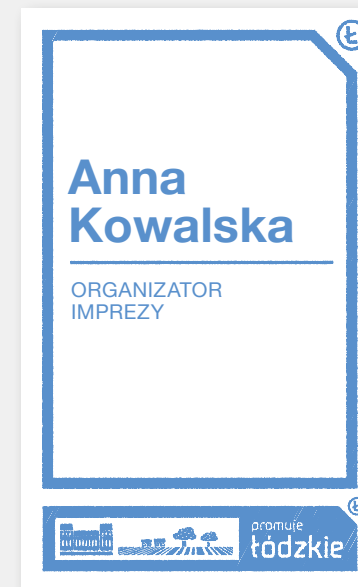 Ł
Anna
Kowalska
ORGANIZATOR
IMPREZY
Ł
promuje
łódzkie